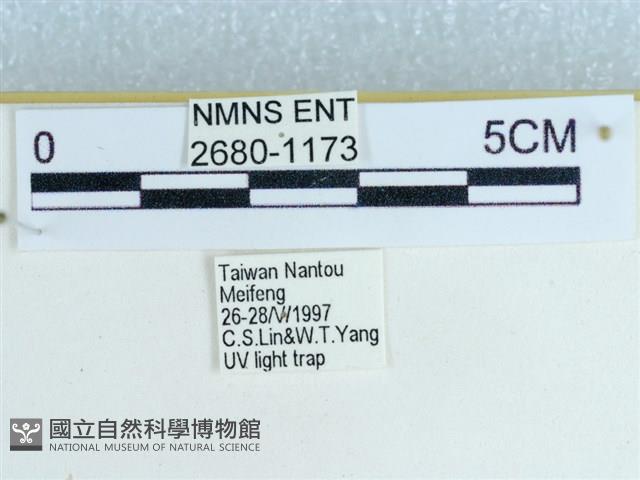 NMNS ENT
2680-1173
0 5CM
Taiwan Nantou
Meifeng
26-28/V/1997
C.S.Lin&W.T.Yang
UV light trap
國立自然科學博物館
NATIONAL MUSEUM OF NATURAL SCIENCE